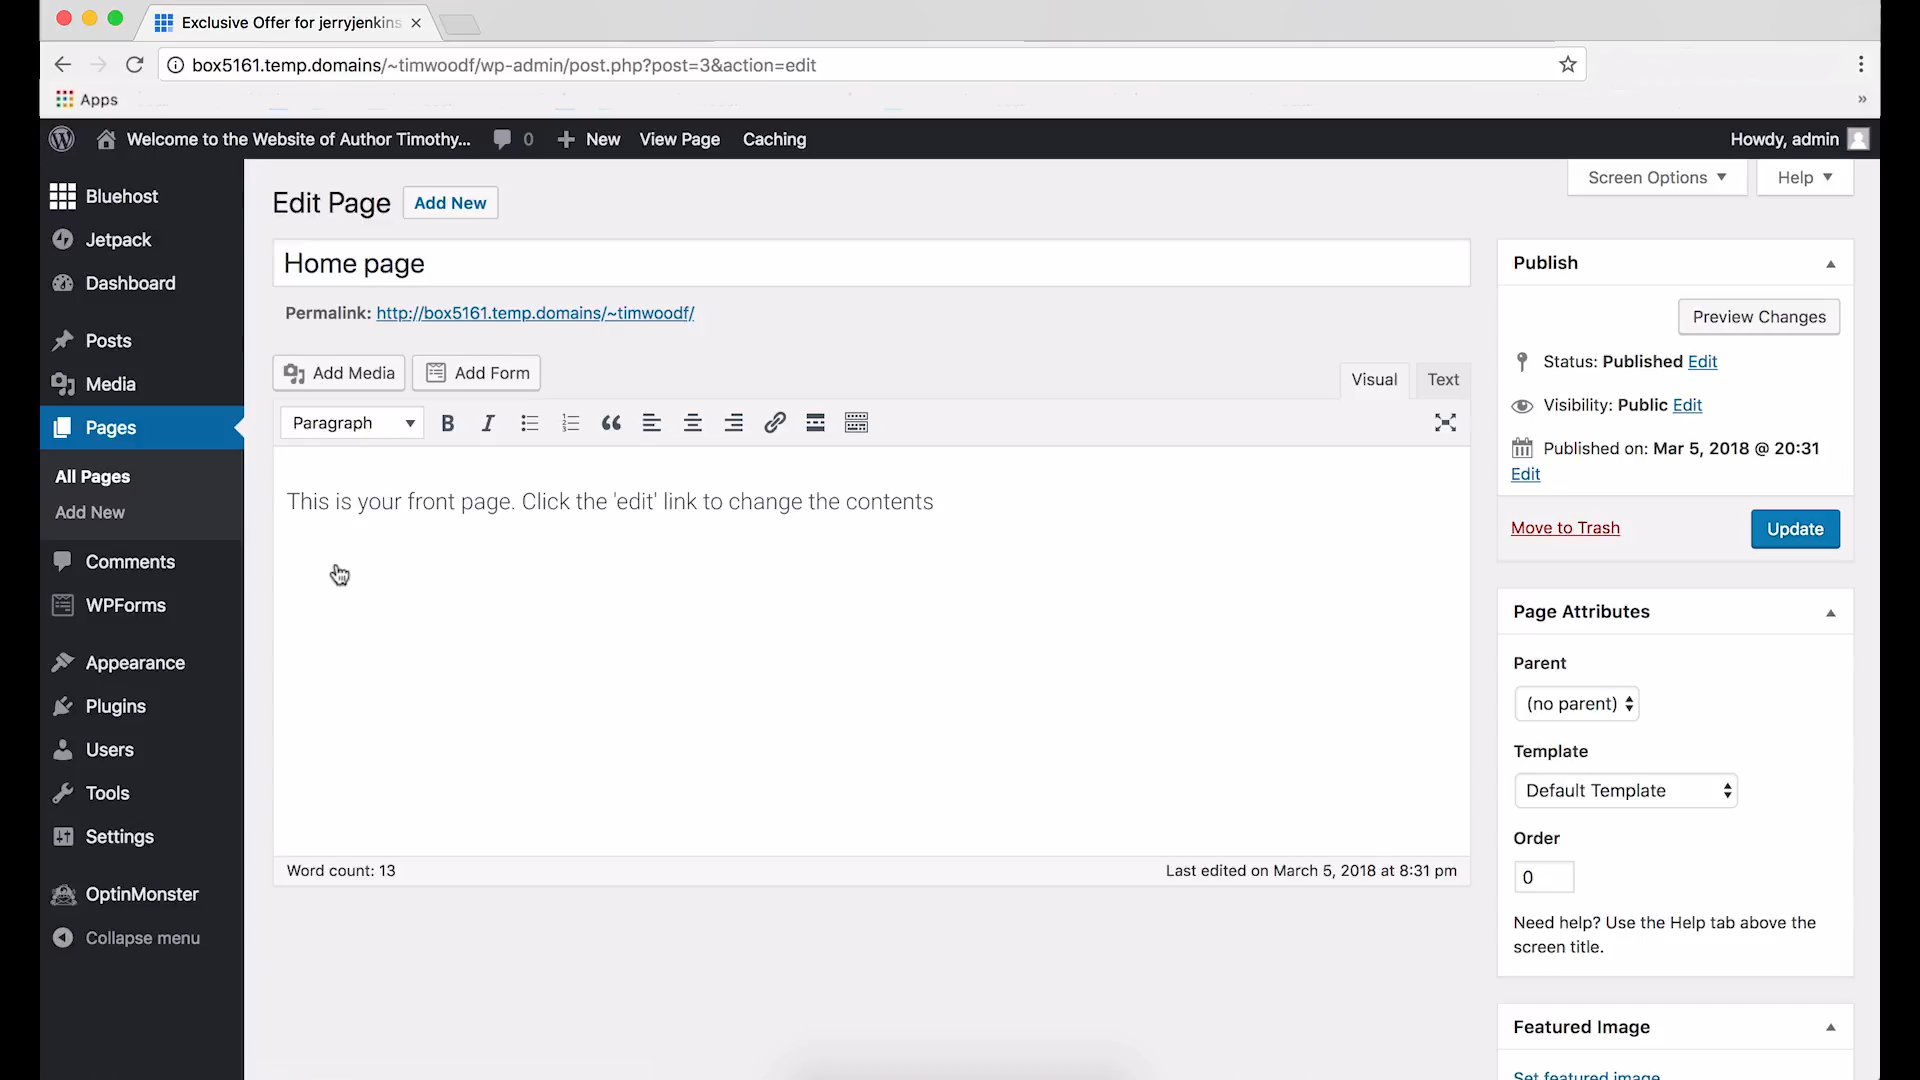 Exclusive Offer for jerryjenkins
box5161.temp.domains/~timwoodf/wp-admin/post.php?post=3&action=edit
Apps
»
Welcome to the Website of Author Timothy... 0 + New View Page Caching Howdy, admin
Screen Options Help
Bluehost
Jetpack
Dashboard
Posts
Media
Pages
All Pages
Add New
Comments
WPForms
Appearance
Plugins
Users
Tools
Settings
OptinMonster
Collapse menu
Edit Page Add New
Home page
Permalink: http://box5161.temp.domains/~timwoodf/
Add Media Add Form
Visual Text
Paragraph B I
This is your front page. Click the 'edit' link to change the contents
Word count: 13 Last edited on March 5, 2018 at 8:31 pm
Publish
Preview Changes
Status: Published Edit
Visibility: Public Edit
Published on: Mar 5, 2018 @ 20:31
Edit
Move to Trash Update
Page Attributes
Parent
(no parent)
Template
Default Template
Order
0
Need help? Use the Help tab above the
screen title.
Featured Image
Set featured image